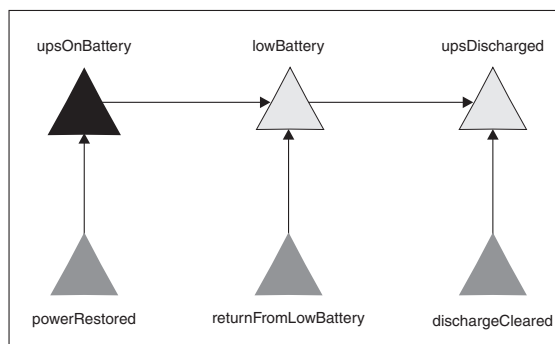 upsOnBattery
lowBattery
upsDischarged
powerRestored
returnFromLowBattery
dischargeCleared